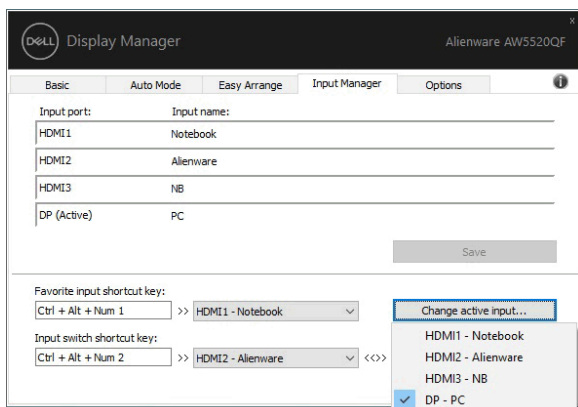 x
DELL Display Manager Alienware AW5520QF
Basic Auto Mode Easy Arrange Input Manager Options i
Input port: Input name:
HDMI1 Notebook
HDMI2 Alienware
HDMI3 NB
DP (Active) PC
Save
Favorite input shortcut key:
Ctrl + Alt + Num 1 >> HDMI1 - Notebook Change active input...
Input switch shortcut key:
Ctrl + Alt + Num 2 >> HDMI2 - Alienware <<>>
HDMI1 - Notebook
HDMI2 - Alienware
HDMI3 - NB
DP - PC